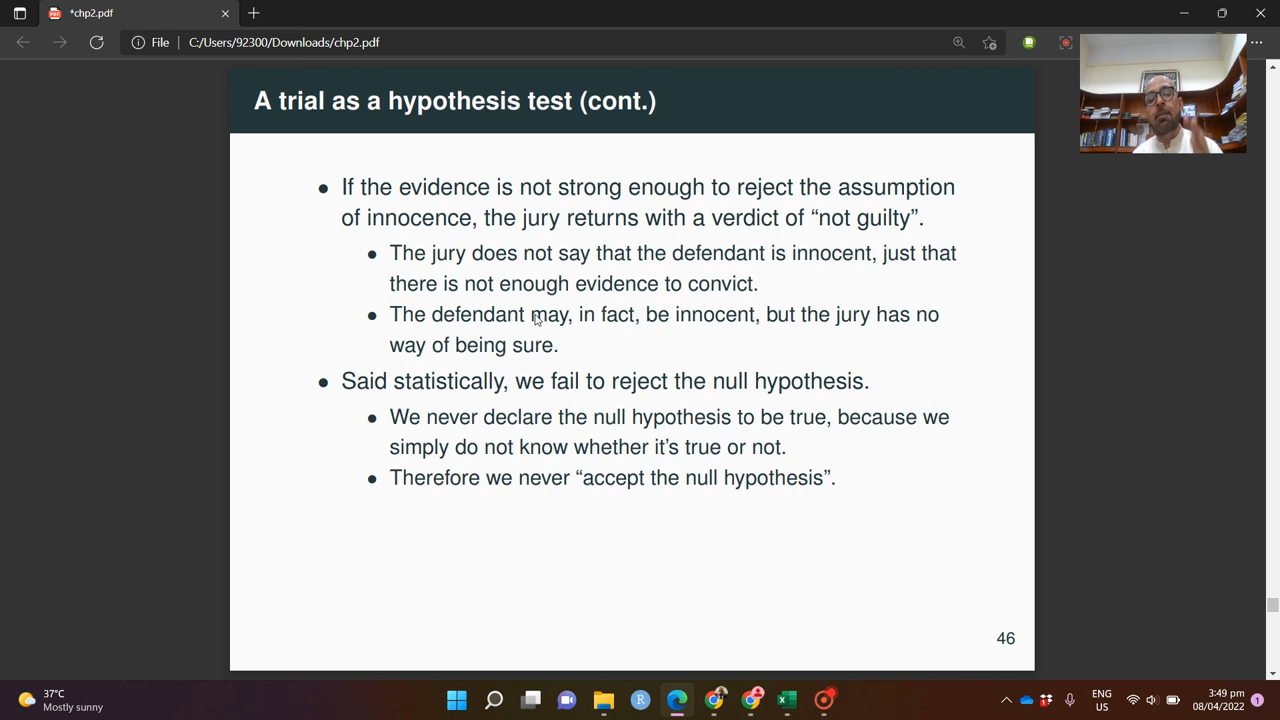 *chp2.pdf
File
C:/Users/92300/Downloads/chp2.pdf
A trial as a hypothesis test (cont.)
• If the evidence is not strong enough to reject the assumption
of innocence, the jury returns with a verdict of “not guilty”.
• The jury does not say that the defendant is innocent, just that
there is not enough evidence to convict.
• The defendant may, in fact, be innocent, but the jury has no
way of being sure.
• Said statistically, we fail to reject the null hypothesis.
• We never declare the null hypothesis to be true, because we
simply do not know whether it’s true or not.
• Therefore we never “accept the null hypothesis”.
46
37°C
Mostly sunny
ENG
US
3:49 pm
08/04/2022
1